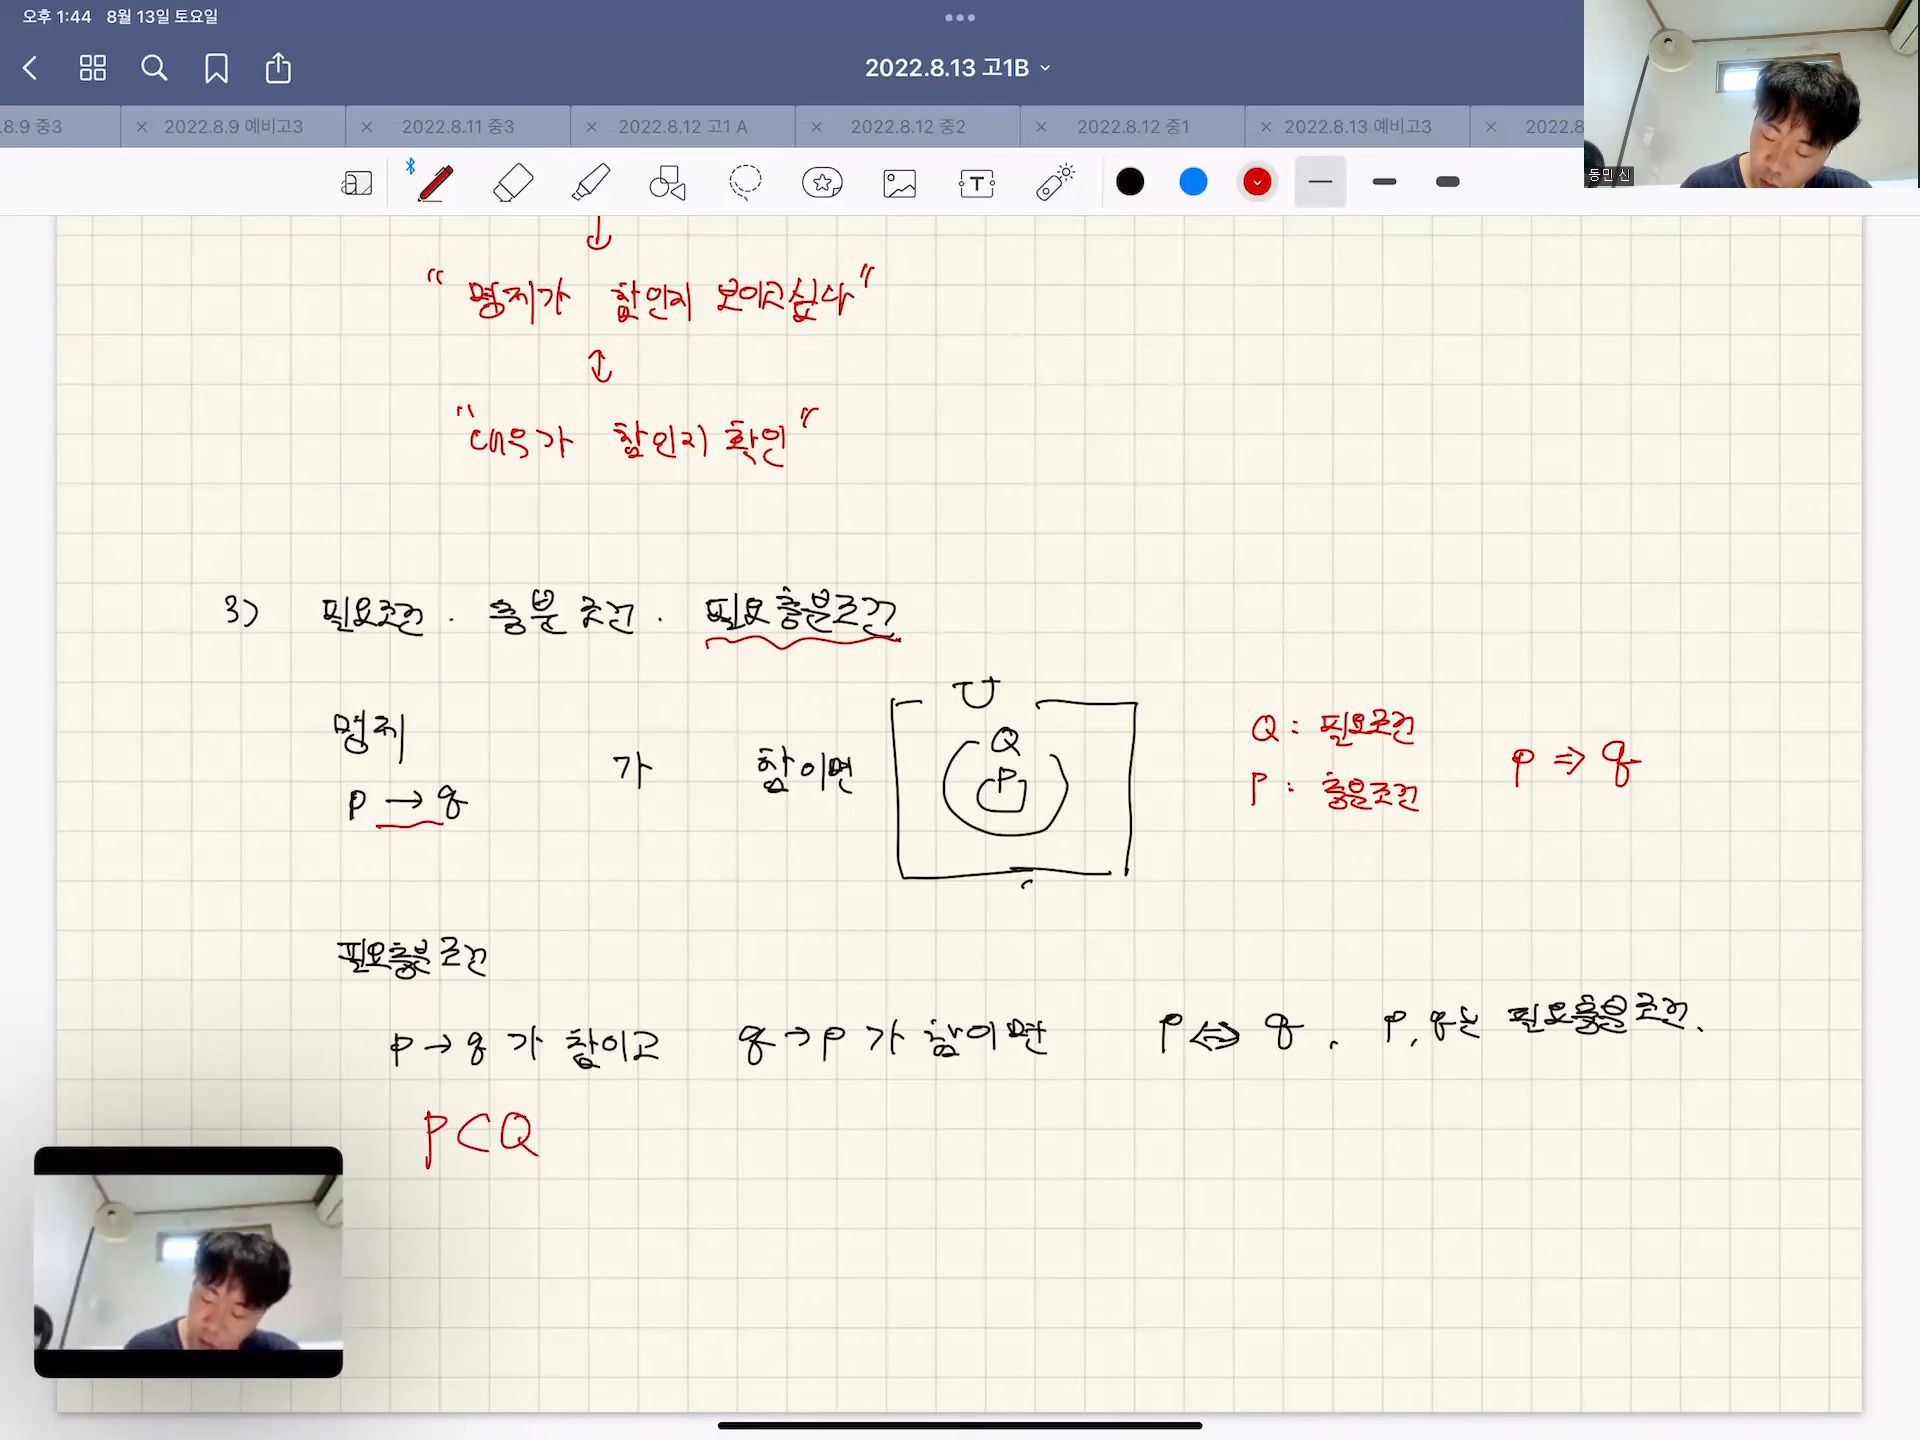 오후 1:44 8월 13일 토요일
2022.8.13 고1B
.8.9 중3
2022.8.9 예비고3
2022.8.11 중3
2022.8.12 고1 A
2022.8.12 중2
2022.8.12 중1
2022.8.13 예비고3
2022.8
동민 신
↓
"명제가 참인지 보이고싶다"
↕
"대우가 참인지 확인"
3) 필요조건 · 충분조건 · 필요충분조건
명제
p → q 가 참이면
U
Q
P
Q : 필요조건
P : 충분조건
p ⇒ q
필요충분조건
p → q 가 참이고 q → p 가 참이면 p ⇔ q . p, q는 필요충분조건.
P⊂Q